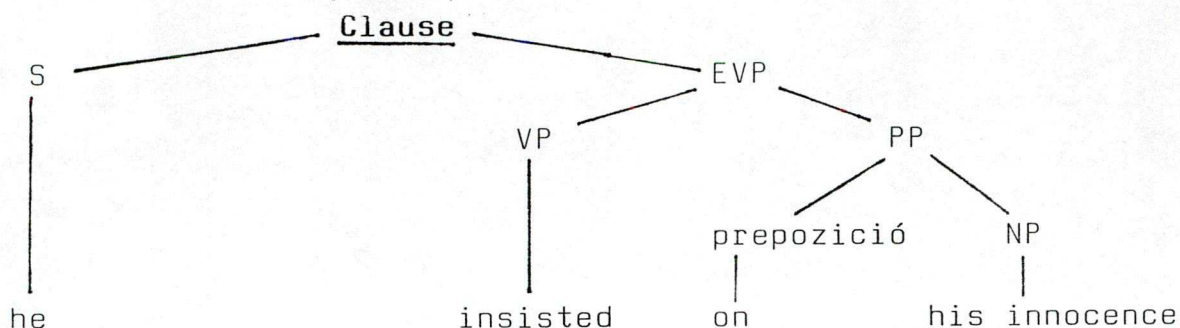 Clause
S EVP
VP PP
prepozició NP
he insisted on his innocence